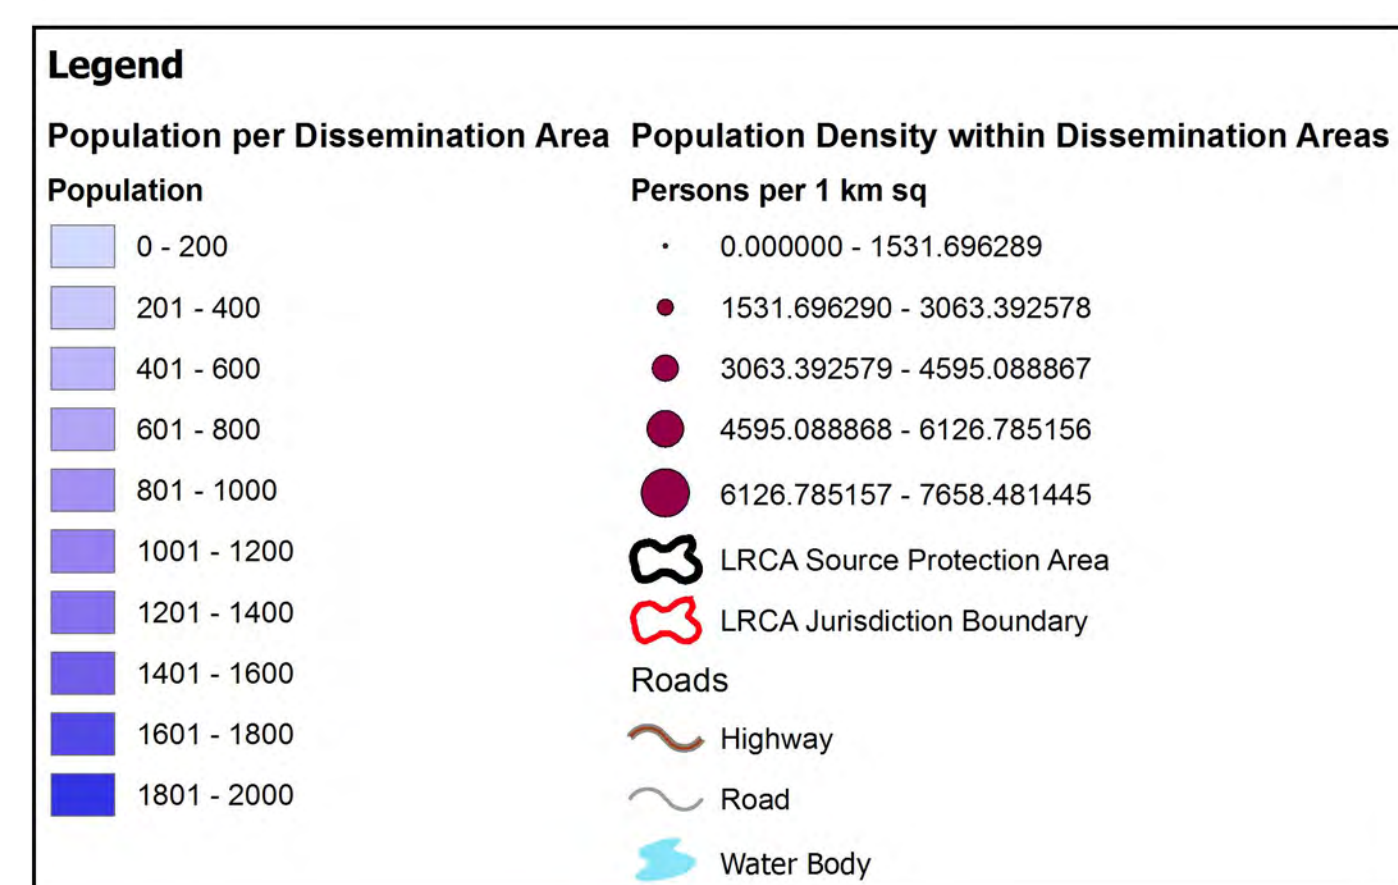 Legend
Population per Dissemination Area
Population
0 - 200
201 - 400
401 - 600
601 - 800
801 - 1000
1001 - 1200
1201 - 1400
1401 - 1600
1601 - 1800
1801 - 2000
Population Density within Dissemination Areas
Persons per 1 km sq
0.000000 - 1531.696289
1531.696290 - 3063.392578
3063.392579 - 4595.088867
4595.088868 - 6126.785156
6126.785157 - 7658.481445
LRCA Source Protection Area
LRCA Jurisdiction Boundary
Roads
Highway
Road
Water Body